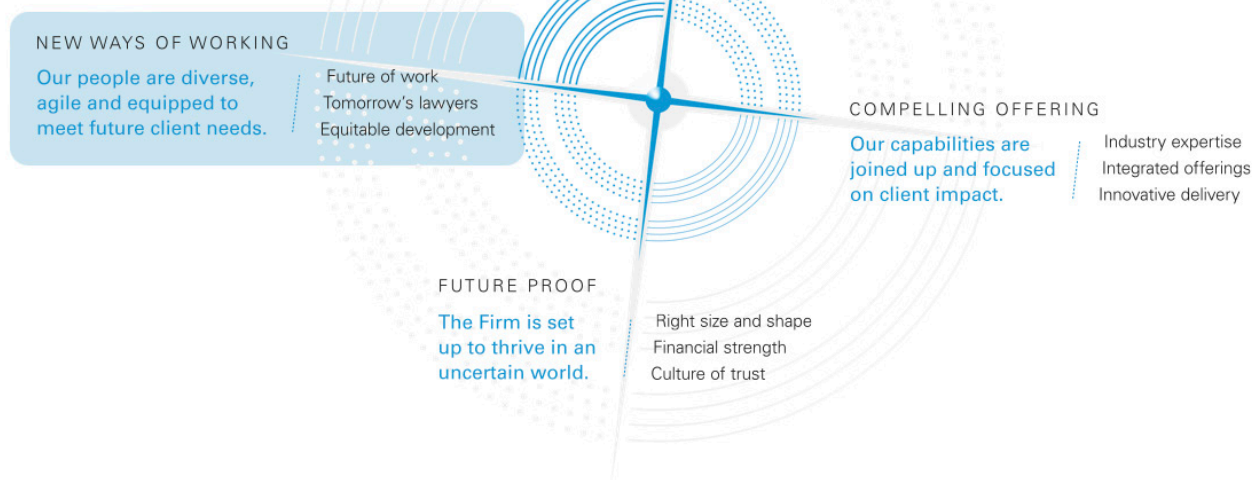 NEW WAYS OF WORKING
Our people are diverse,
agile and equipped to
meet future client needs.
Future of work
Tomorrow’s lawyers
Equitable development
COMPELLING OFFERING
Our capabilities are
joined up and focused
on client impact.
Industry expertise
Integrated offerings
Innovative delivery
FUTURE PROOF
The Firm is set
up to thrive in an
uncertain world.
Right size and shape
Financial strength
Culture of trust